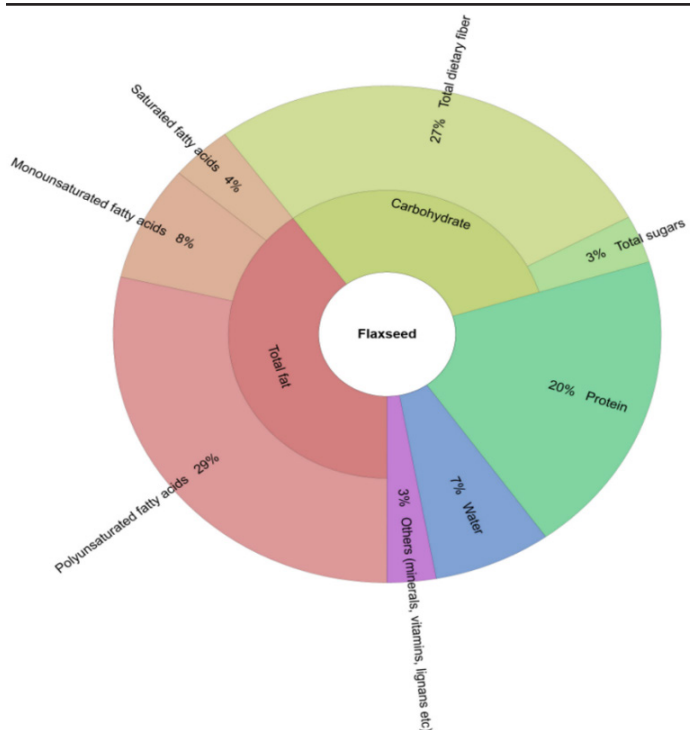 27% Total dietary fiber
Saturated fatty acids 4%
Monounsaturated fatty acids 8%
Carbohydrate
3% Total sugars
Flaxseed
Total fat
20% Protein
Polyunsaturated fatty acids 29%
7% Water
3% Others (minerals, vitamins, lignans etc)